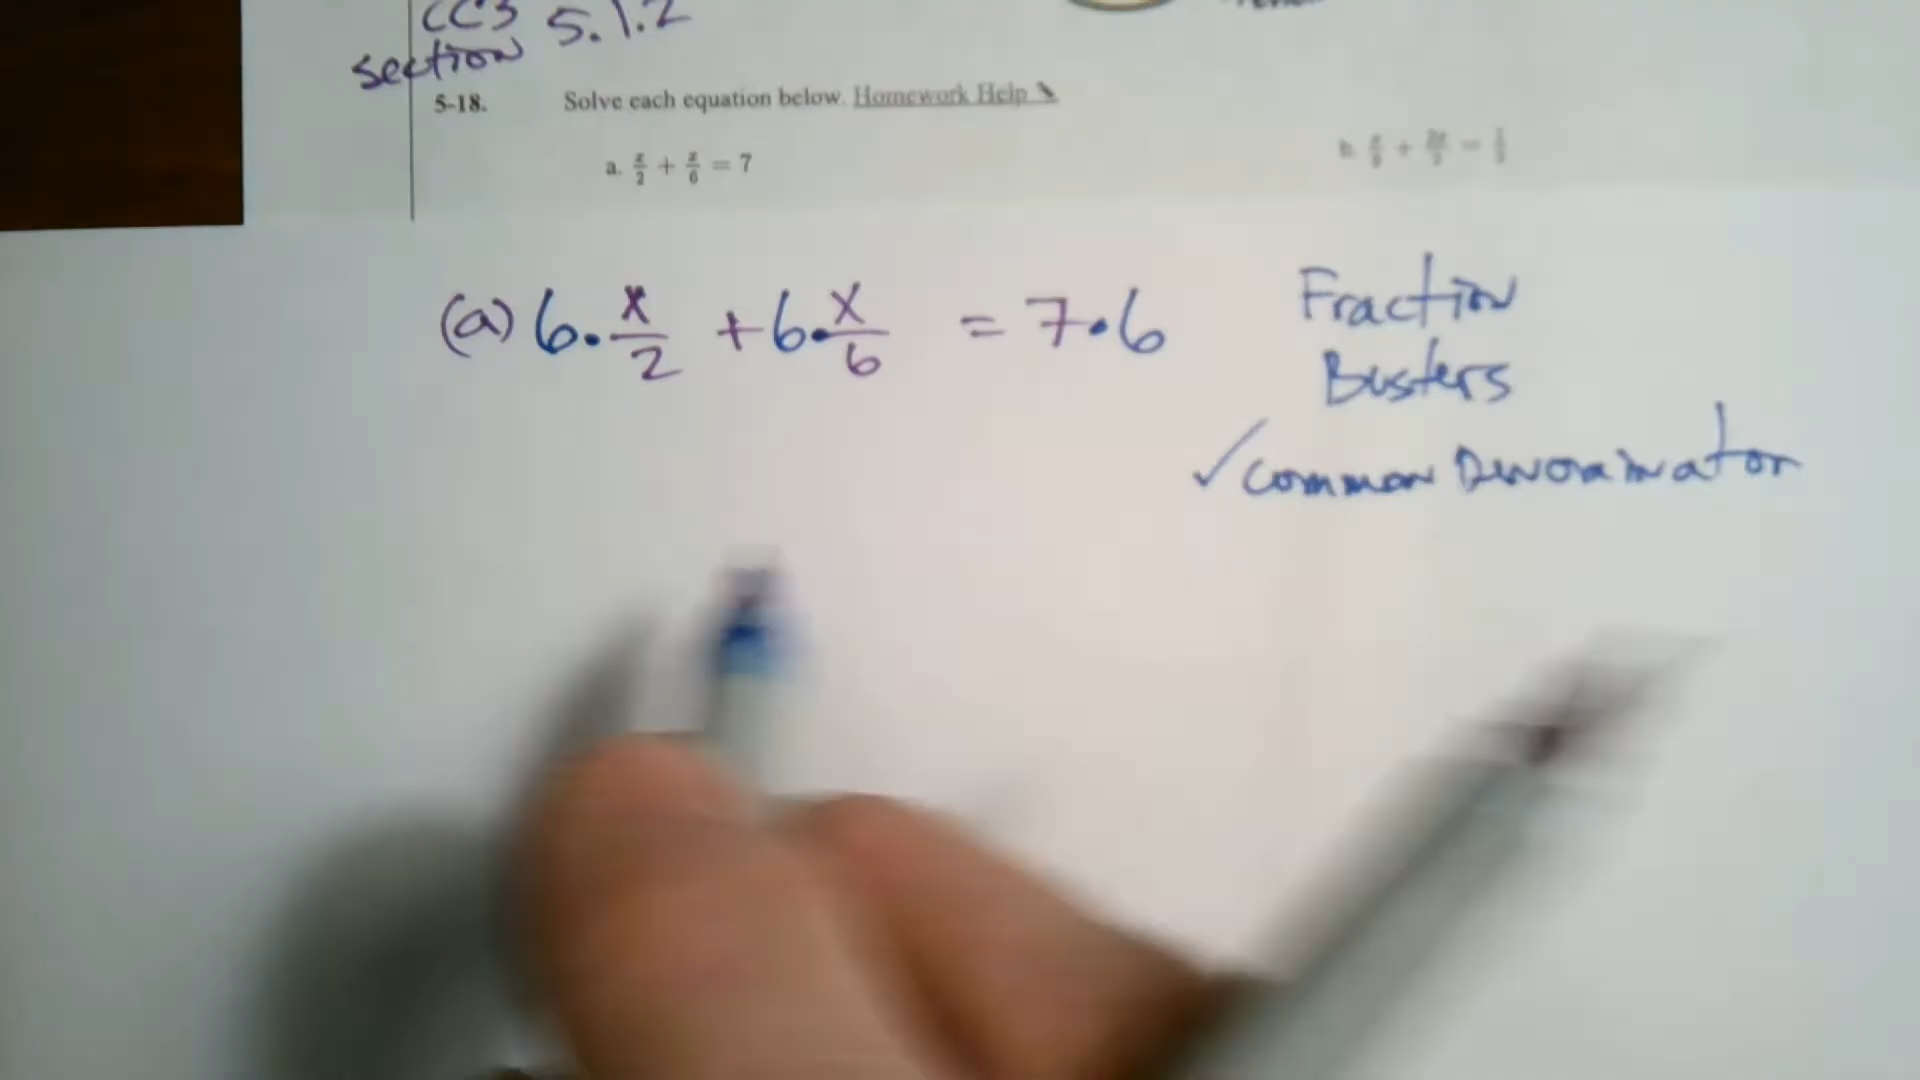 CC3
section 5.1.2
5-18. Solve each equation below. Homework Help
a. x/2 + x/6 = 7
(a) 6 · x/2 + 6 · x/6 = 7 · 6
Fraction
Busters
✓ Common Denominator